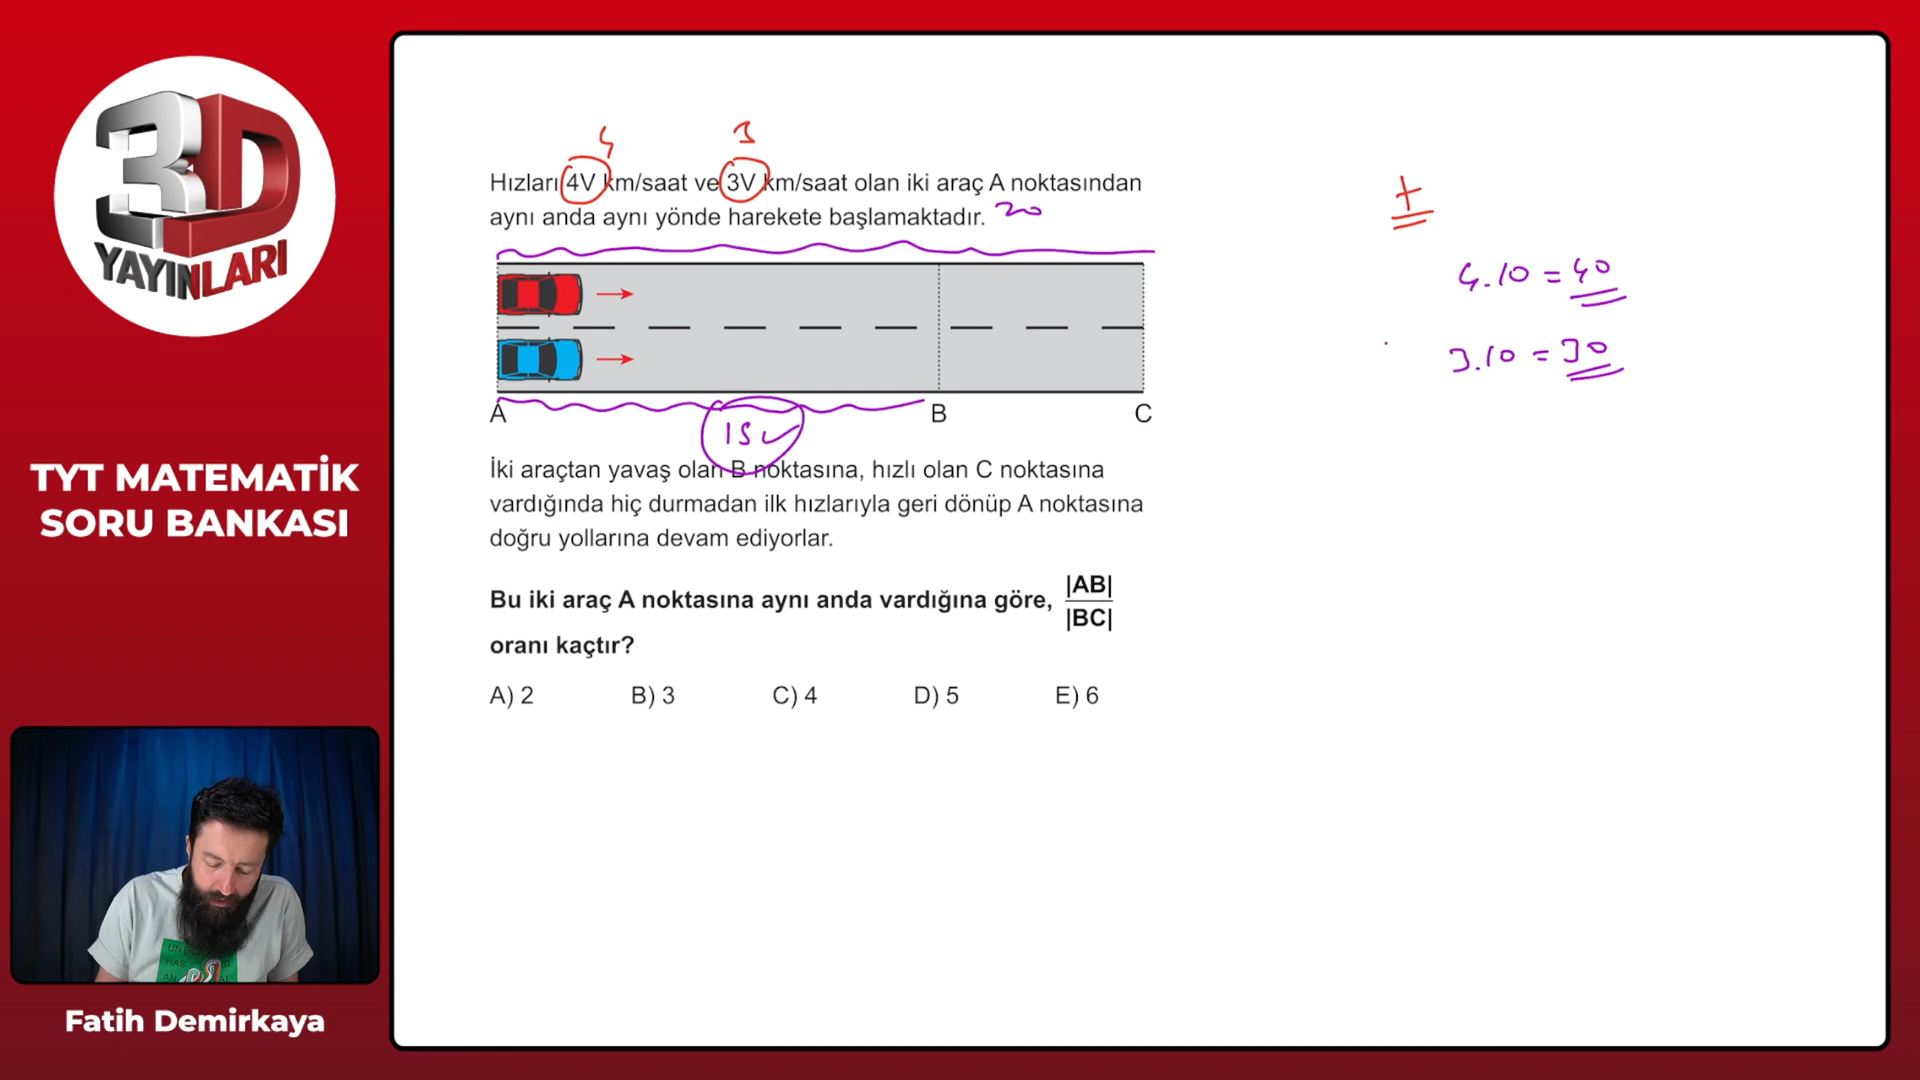 3D
YAYINLARI
TYT MATEMATİK
SORU BANKASI
Fatih Demirkaya
4
3
Hızları 4V km/saat ve 3V km/saat olan iki araç A noktasından
aynı anda aynı yönde harekete başlamaktadır. 20
A B C
15
İki araçtan yavaş olan B noktasına, hızlı olan C noktasına
vardığında hiç durmadan ilk hızlarıyla geri dönüp A noktasına
doğru yollarına devam ediyorlar.
Bu iki araç A noktasına aynı anda vardığına göre, |AB|
|BC|
oranı kaçtır?
A) 2 B) 3 C) 4 D) 5 E) 6
t
4.10 = 40
3.10 = 30